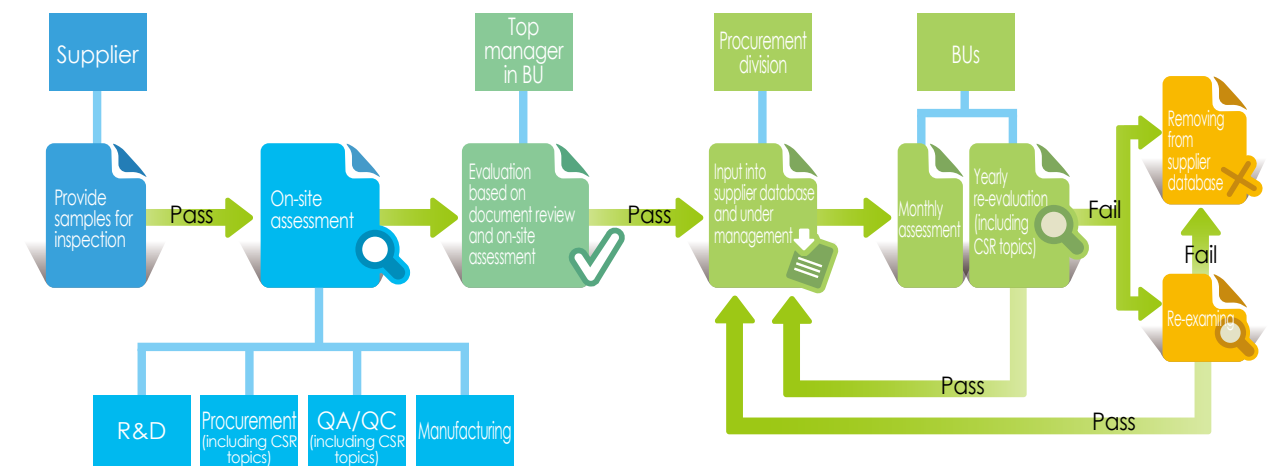 Supplier
Top
manager
in BU
Procurement
division
BUs
Provide
samples for
inspection
Pass
On-site
assessment
Evaluation
based on
document review
and on-site
assessment
Pass
Input into
supplier database
and under
management
Monthly
assessment
Yearly
re-evaluation
(including
CSR topics)
Fail
Removing
from
supplier
database
Fail
Re-examing
Pass
Pass
R&D
Procurement
(including CSR
topics)
QA/QC
(including CSR
topics)
Manufacturing